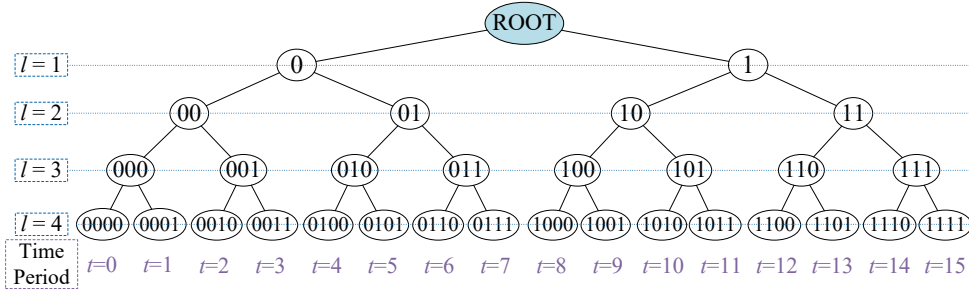 ROOT
l = 1 0 1
l = 2 00 01 10 11
l = 3 000 001 010 011 100 101 110 111
l = 4 0000 0001 0010 0011 0100 0101 0110 0111 1000 1001 1010 1011 1100 1101 1110 1111
Time
Period
t=0 t=1 t=2 t=3 t=4 t=5 t=6 t=7 t=8 t=9 t=10 t=11 t=12 t=13 t=14 t=15